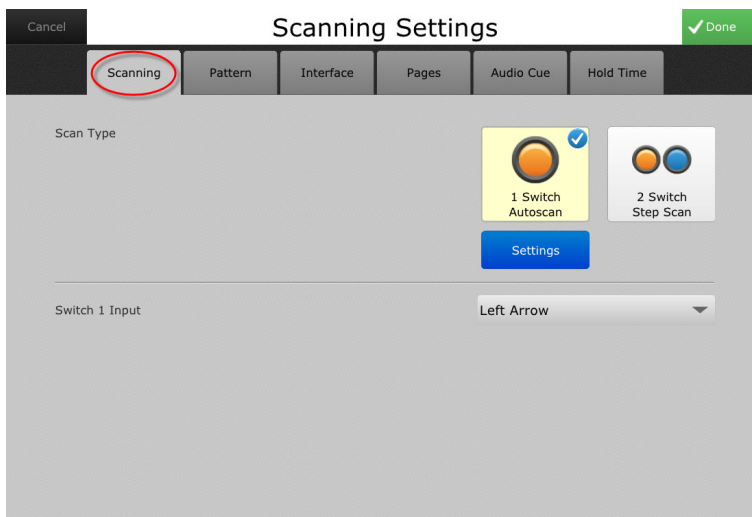 Cancel
Scanning Settings
Done
Scanning
Pattern
Interface
Pages
Audio Cue
Hold Time
Scan Type
1 Switch
Autoscan
2 Switch
Step Scan
Settings
Switch 1 Input
Left Arrow